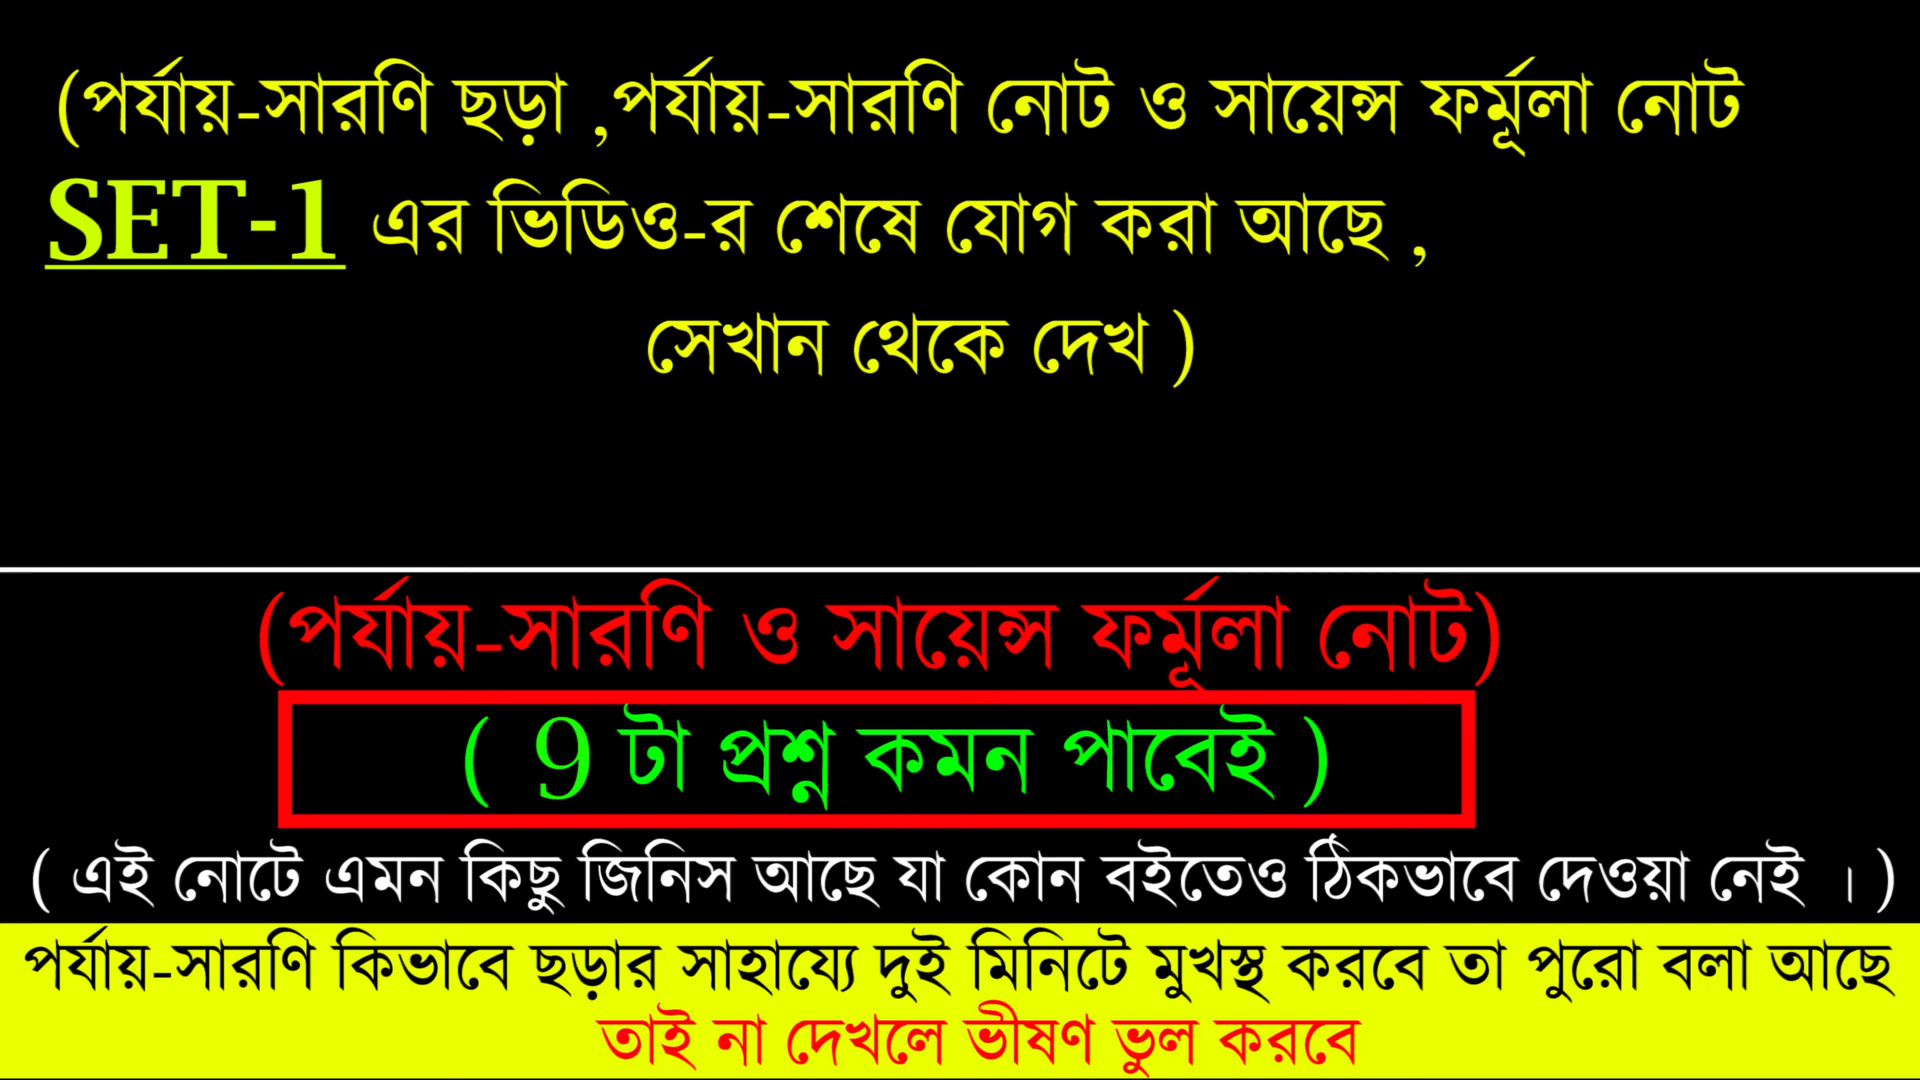 (পর্যায়-সারণি ছড়া ,পর্যায়-সারণি নোট ও সায়েন্স ফর্মূলা নোট
SET-1 এর ভিডিও-র শেষে যোগ করা আছে ,
সেখান থেকে দেখ )
(পর্যায়-সারণি ও সায়েন্স ফর্মূলা নোট)
( 9 টা প্রশ্ন কমন পাবেই )
( এই নোটে এমন কিছু জিনিস আছে যা কোন বইতেও ঠিকভাবে দেওয়া নেই । )
পর্যায়-সারণি কিভাবে ছড়ার সাহায্যে দুই মিনিটে মুখস্থ করবে তা পুরো বলা আছে
তাই না দেখলে ভীষণ ভুল করবে